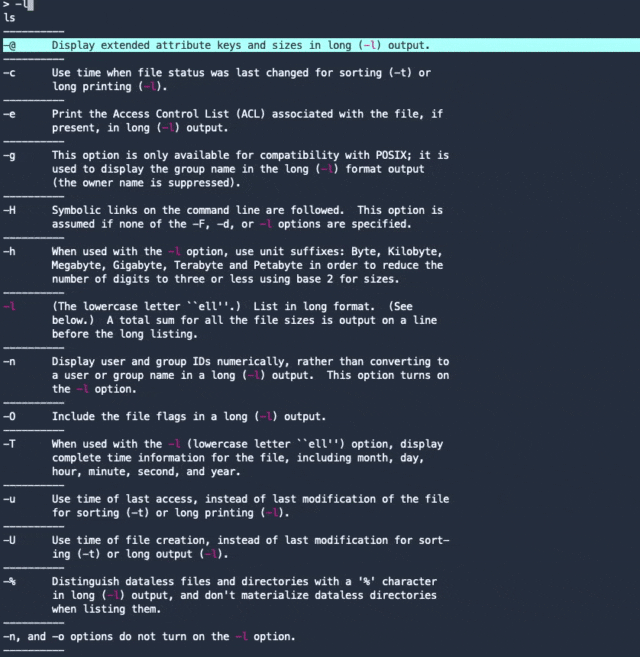 > -l
ls
----------
-@ Display extended attribute keys and sizes in long (-l) output.
----------
-c Use time when file status was last changed for sorting (-t) or
long printing (-l).
----------
-e Print the Access Control List (ACL) associated with the file, if
present, in long (-l) output.
----------
-g This option is only available for compatibility with POSIX; it is
used to display the group name in the long (-l) format output
(the owner name is suppressed).
----------
-H Symbolic links on the command line are followed.  This option is
assumed if none of the -F, -d, or -l options are specified.
----------
-h When used with the -l option, use unit suffixes: Byte, Kilobyte,
Megabyte, Gigabyte, Terabyte and Petabyte in order to reduce the
number of digits to three or less using base 2 for sizes.
----------
-l (The lowercase letter ``ell''.)  List in long format.  (See
below.)  A total sum for all the file sizes is output on a line
before the long listing.
----------
-n Display user and group IDs numerically, rather than converting to
a user or group name in a long (-l) output.  This option turns on
the -l option.
----------
-O Include the file flags in a long (-l) output.
----------
-T When used with the -l (lowercase letter ``ell'') option, display
complete time information for the file, including month, day,
hour, minute, second, and year.
----------
-u Use time of last access, instead of last modification of the file
for sorting (-t) or long printing (-l).
----------
-U Use time of file creation, instead of last modification for sort-
ing (-t) or long output (-l).
----------
-% Distinguish dataless files and directories with a '%' character
in long (-l) output, and don't materialize dataless directories
when listing them.
----------
-n, and -o options do not turn on the -l option.
----------